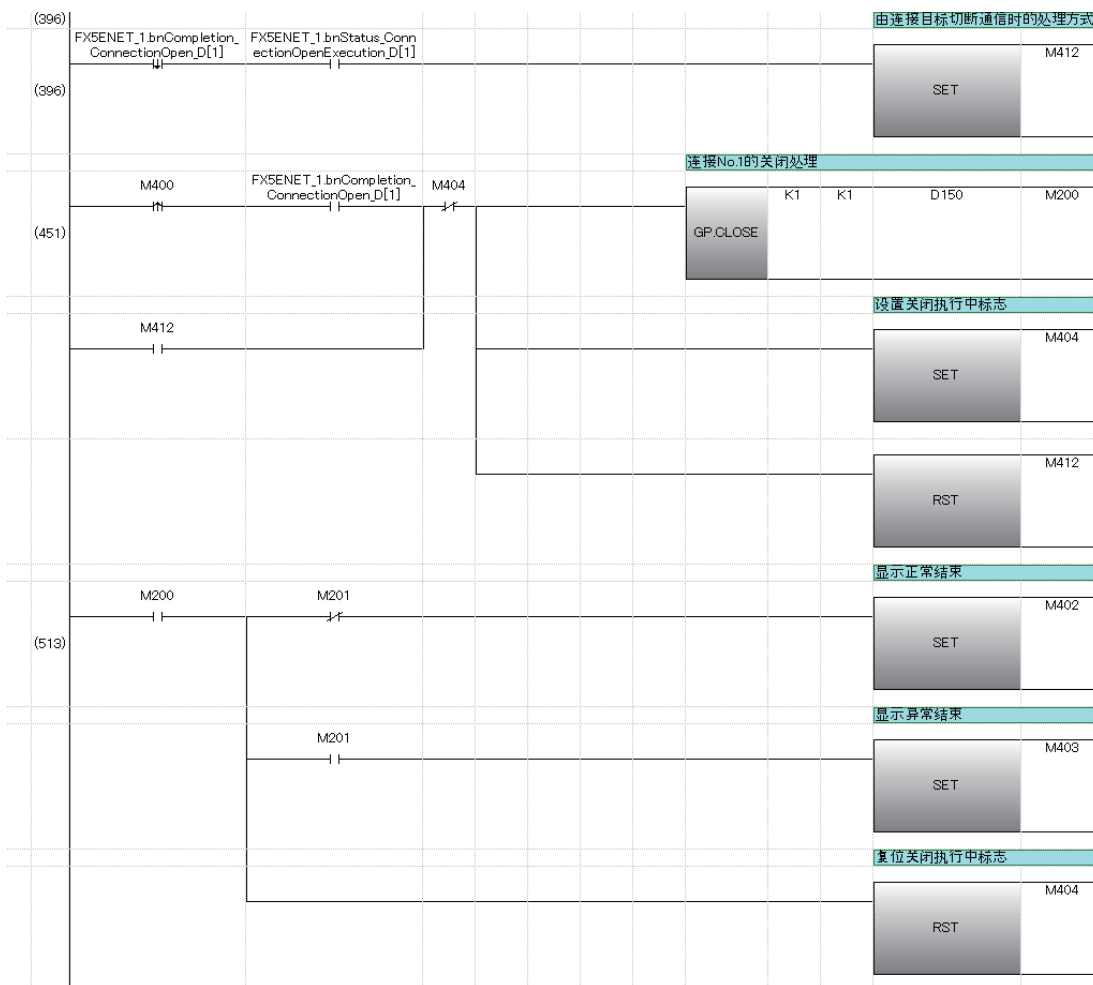 (396)
由连接目标切断通信时的处理方式
FX5ENET_1.bnCompletion_
ConnectionOpen_D[1]
FX5ENET_1.bnStatus_Conn
ectionOpenExecution_D[1]
M412
(396)
SET
连接No.1的关闭处理
M400
FX5ENET_1.bnCompletion_
ConnectionOpen_D[1]
M404
K1
K1
D150
M200
(451)
GP.CLOSE
设置关闭执行中标志
M412
M404
SET
M412
RST
显示正常结束
M200
M201
M402
(513)
SET
显示异常结束
M201
M403
SET
复位关闭执行中标志
M404
RST